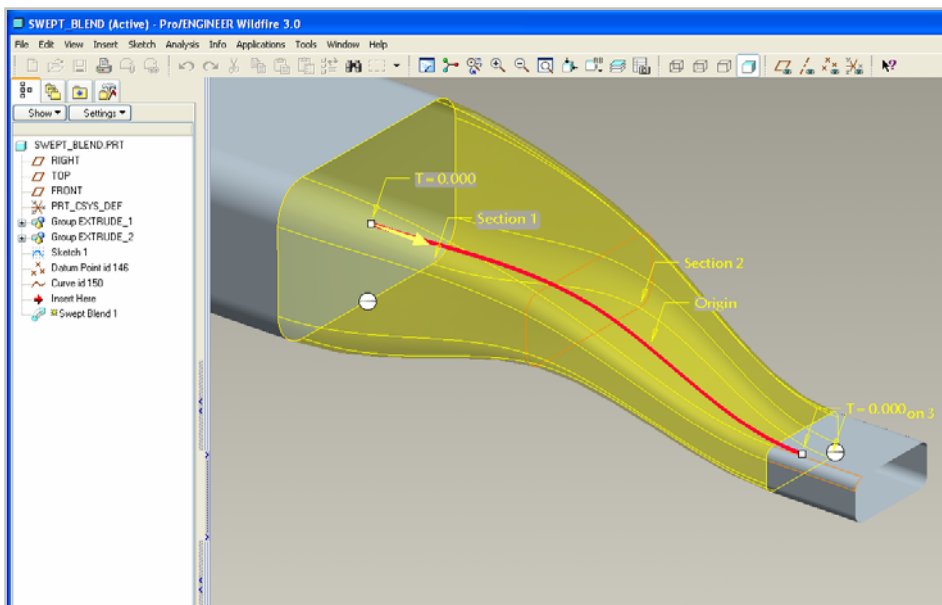 SWEPT_BLEND (Active) - Pro/ENGINEER Wildfire 3.0
File Edit View Insert Sketch Analysis Info Applications Tools Window Help
Show Settings
SWEPT_BLEND.PRT
RIGHT
TOP
FRONT
PRT_CSYS_DEF
Group EXTRUDE_1
Group EXTRUDE_2
Sketch 1
Datum Point id 146
Curve id 150
Insert Here
Swept Blend 1
T = 0.000
Section 1
Section 2
Origin
T = 0.000
on 3